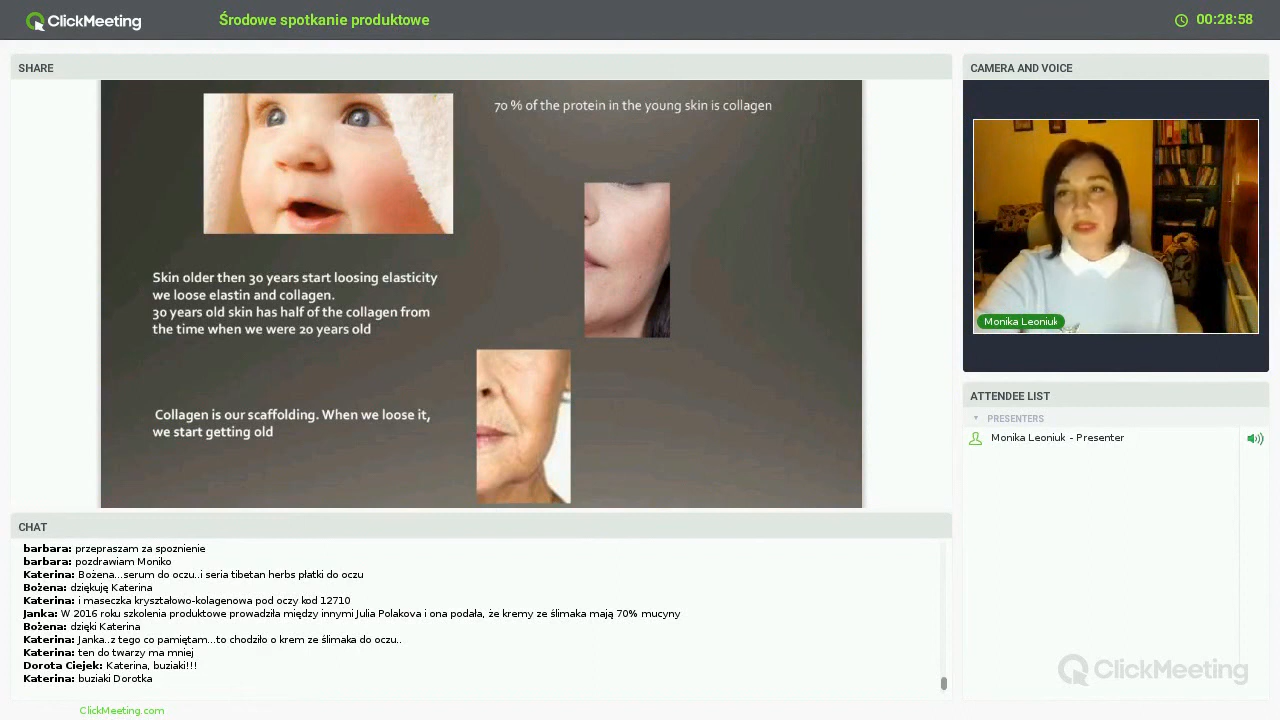 ClickMeeting
Środowe spotkanie produktowe
00:28:58
SHARE
70 % of the protein in the young skin is collagen
Skin older then 30 years start loosing elasticity
we loose elastin and collagen.
30 years old skin has half of the collagen from
the time when we were 20 years old
Collagen is our scaffolding. When we loose it,
we start getting old
CAMERA AND VOICE
Monika Leoniuk
ATTENDEE LIST
PRESENTERS
Monika Leoniuk - Presenter
CHAT
barbara: przepraszam za spoznienie
barbara: pozdrawiam Moniko
Katerina: Bożena...serum do oczu..i seria tibetan herbs płatki do oczu
Bożena: dziękuję Katerina
Katerina: i maseczka kryształowo-kolagenowa pod oczy kod 12710
Janka: W 2016 roku szkolenia produktowe prowadziła między innymi Julia Polakova i ona podała, że kremy ze ślimaka mają 70% mucyny
Bożena: dzięki Katerina
Katerina: Janka..z tego co pamiętam...to chodziło o krem ze ślimaka do oczu..
Katerina: ten do twarzy ma mniej
Dorota Ciejek: Katerina, buziaki!!!
Katerina: buziaki Dorotka
ClickMeeting
ClickMeeting.com